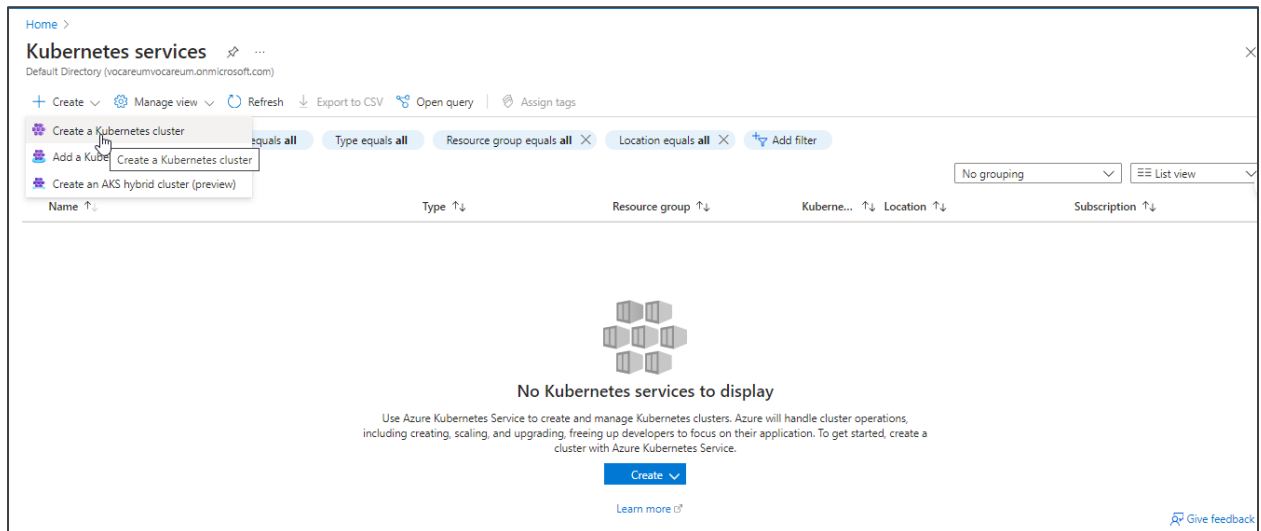 Home >
Kubernetes services
Default Directory (vocareumvocareum.onmicrosoft.com)
Create Manage view Refresh Export to CSV Open query Assign tags
Create a Kubernetes cluster
equals all Type equals all Resource group equals all Location equals all Add filter
Add a Kube Create a Kubernetes cluster
Create an AKS hybrid cluster (preview)
No grouping List view
Name Type Resource group Kuberne... Location Subscription
No Kubernetes services to display
Use Azure Kubernetes Service to create and manage Kubernetes clusters. Azure will handle cluster operations,
including creating, scaling, and upgrading, freeing up developers to focus on their application. To get started, create a
cluster with Azure Kubernetes Service.
Create
Learn more
Give feedback